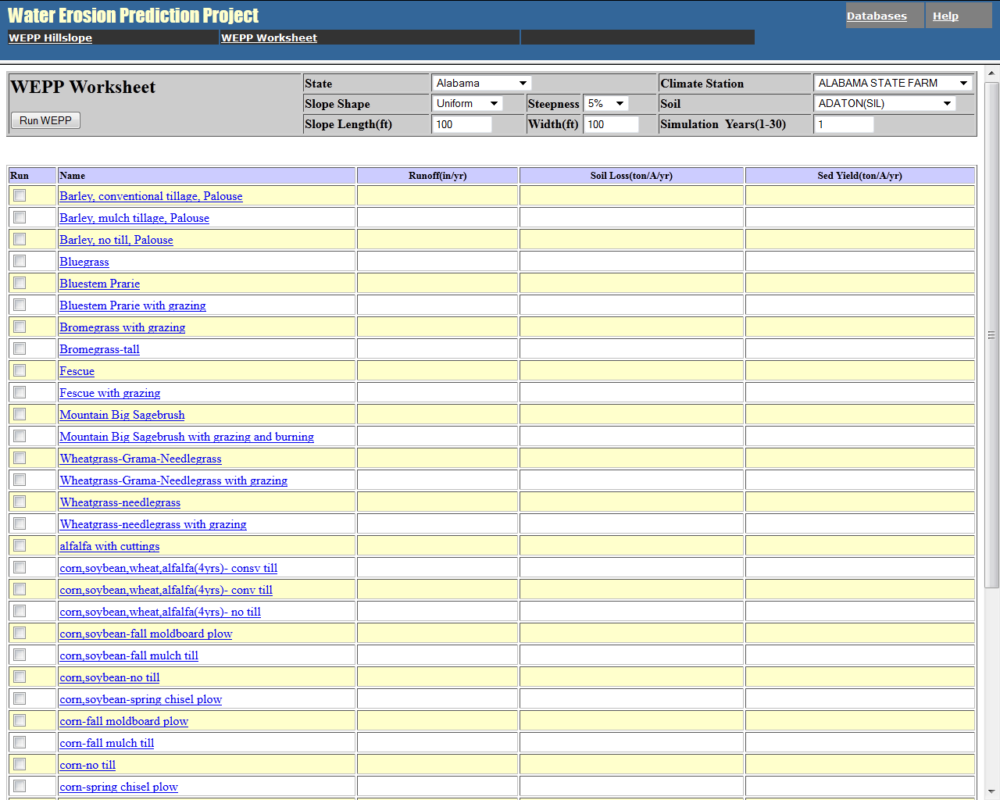 Water Erosion Prediction Project
Databases Help
WEPP Hillslope WEPP Worksheet
WEPP Worksheet
State Alabama Climate Station ALABAMA STATE FARM
Slope Shape Uniform Steepness 5% Soil ADATON(SIL)
Run WEPP
Slope Length(ft) 100 Width(ft) 100 Simulation Years(1-30) 1
Run Name Runoff(in/yr) Soil Loss(ton/A/yr) Sed Yield(ton/A/yr)
Barley, conventional tillage, Palouse
Barley, mulch tillage, Palouse
Barley, no till, Palouse
Bluegrass
Bluestem Prarie
Bluestem Prarie with grazing
Bromegrass with grazing
Bromegrass-tall
Fescue
Fescue with grazing
Mountain Big Sagebrush
Mountain Big Sagebrush with grazing and burning
Wheatgrass-Grama-Needlegrass
Wheatgrass-Grama-Needlegrass with grazing
Wheatgrass-needlegrass
Wheatgrass-needlegrass with grazing
alfalfa with cuttings
corn,soybean,wheat,alfalfa(4yrs)- consv till
corn,soybean,wheat,alfalfa(4yrs)- conv till
corn,soybean,wheat,alfalfa(4yrs)- no till
corn,soybean-fall moldboard plow
corn,soybean-fall mulch till
corn,soybean-no till
corn,soybean-spring chisel plow
corn-fall moldboard plow
corn-fall mulch till
corn-no till
corn-spring chisel plow